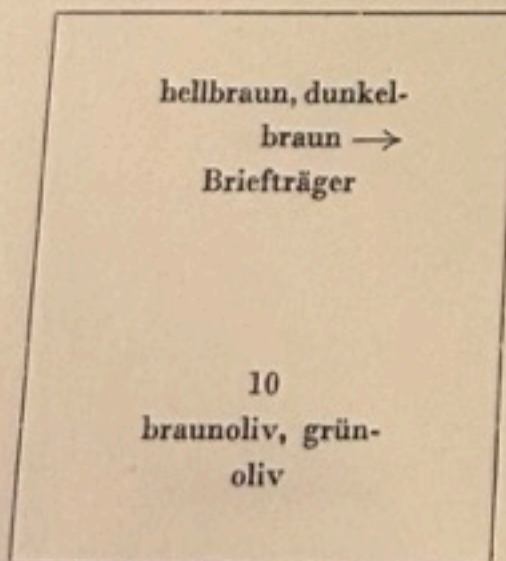 hellbraun, dunkel-
braun →
Briefträger
10
braunoliv, grün-
oliv